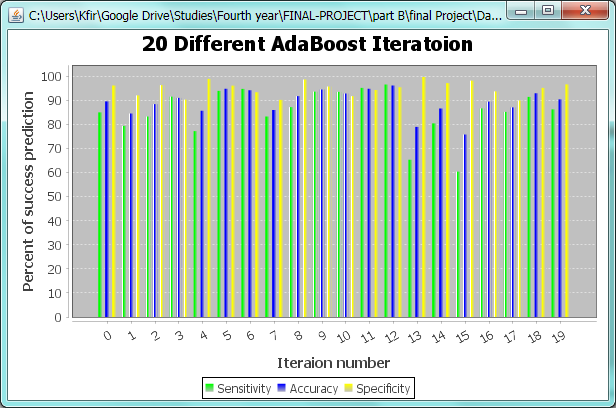 C:\Users\Kfir\Google Drive\Studies\Fourth year\FINAL-PROJECT\part B\final Project\Da...
20 Different AdaBoost Iteratoion
Percent of success prediction
100
90
80
70
60
50
40
30
20
10
0
0 1 2 3 4 5 6 7 8 9 10 11 12 13 14 15 16 17 18 19
Iteraion number
Sensitivity Accuracy Specificity